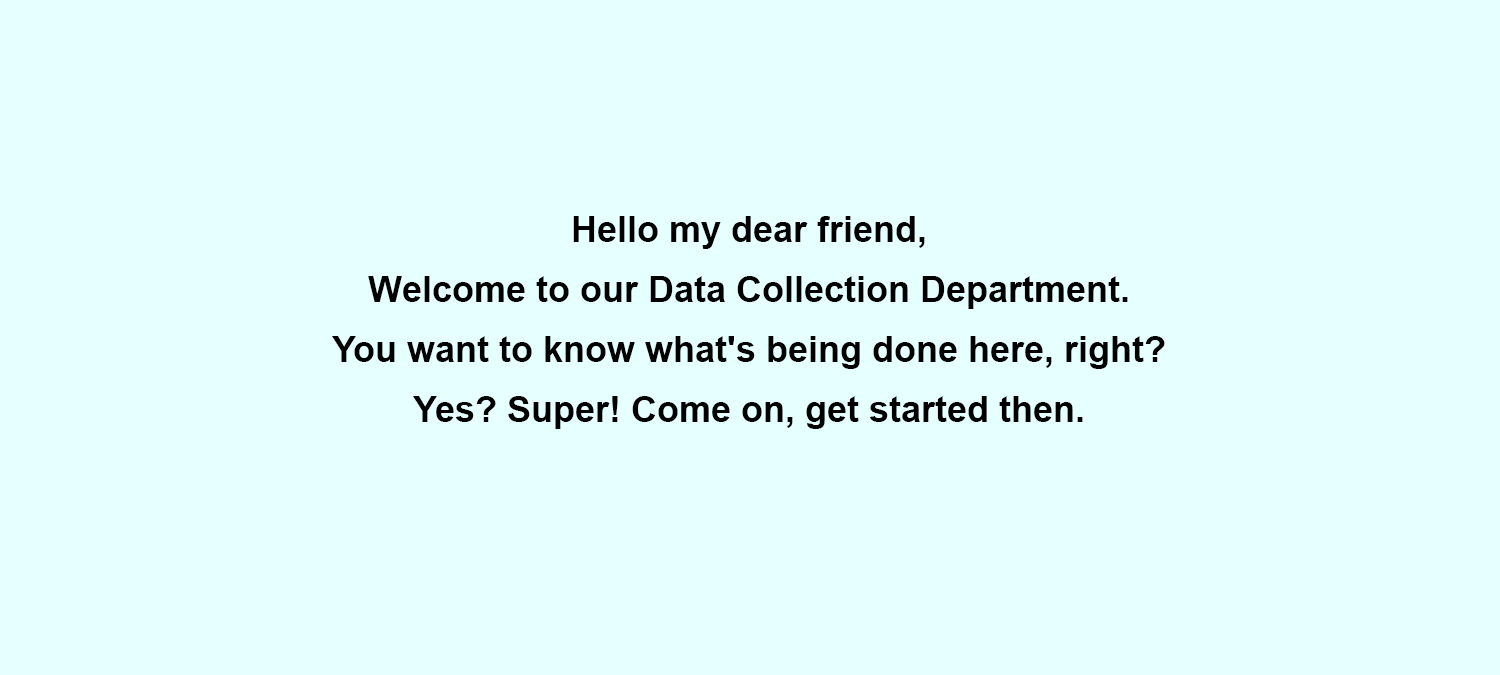 Hello my dear friend,
Welcome to our Data Collection Department.
You want to know what's being done here, right?
Yes? Super! Come on, get started then.